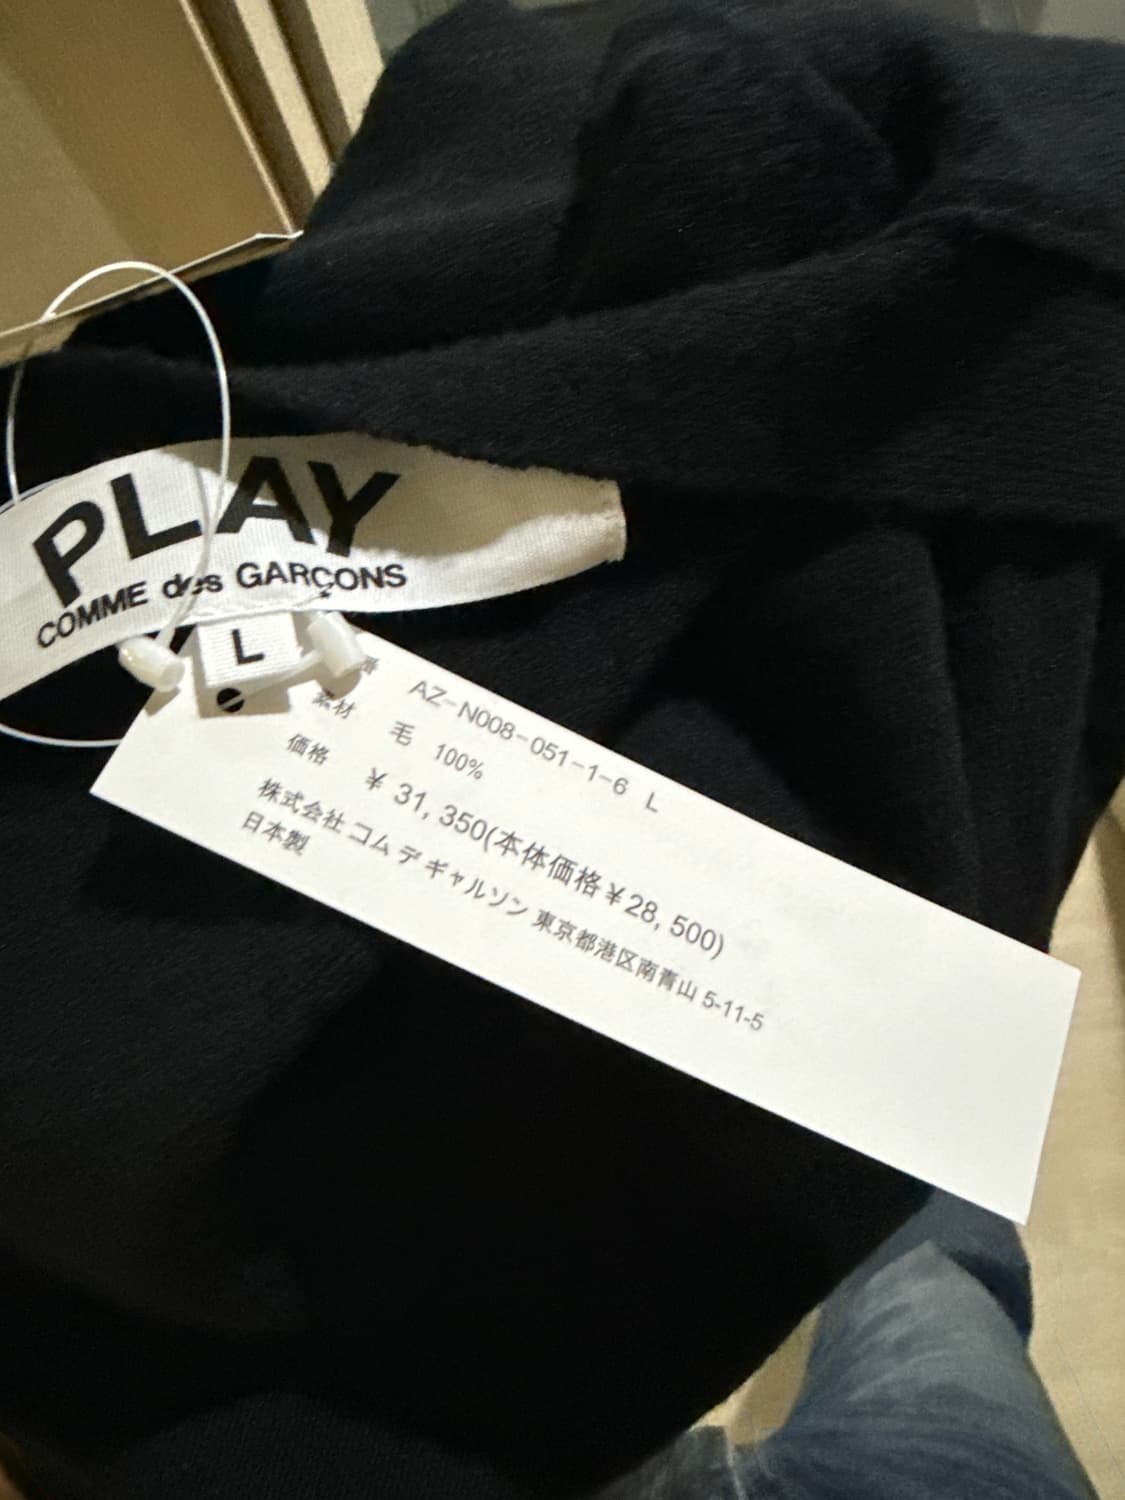 PLAY
COMME des GARÇONS
L
番 AZ-N008-051-1-6 L
素材 毛 100%
価格 ¥ 31,350(本体価格¥28,500)
株式会社 コム デ ギャルソン 東京都港区南青山 5-11-5
日本製